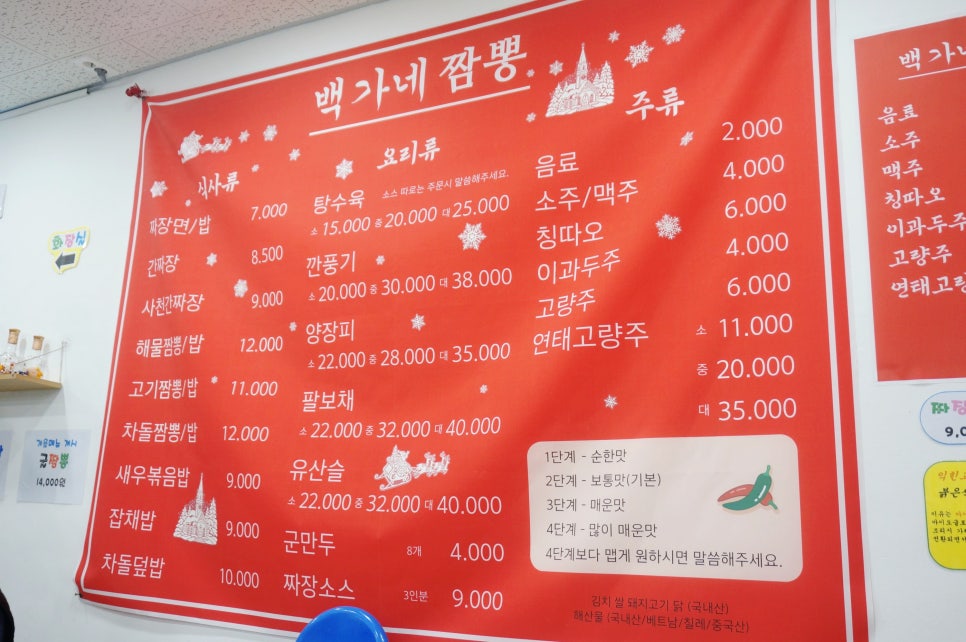 백가네 짬뽕
식사류
짜장면/밥 7.000
간짜장 8.500
사천간짜장 9.000
해물짬뽕/밥 12.000
고기짬뽕/밥 11.000
차돌짬뽕/밥 12.000
새우볶음밥 9.000
잡채밥 9.000
차돌덮밥 10.000
요리류
탕수육 소스 따로는 주문시 말씀해주세요.
소 15.000 중 20.000 대 25.000
깐풍기
소 20.000 중 30.000 대 38.000
양장피
소 22.000 중 28.000 대 35.000
팔보채
소 22.000 중 32.000 대 40.000
유산슬
소 22.000 중 32.000 대 40.000
군만두 8개 4.000
짜장소스 3인분 9.000
주류
음료 2.000
소주/맥주 4.000
칭따오 6.000
이과두주 4.000
고량주 6.000
연태고량주 소 11.000
중 20.000
대 35.000
1단계 - 순한맛
2단계 - 보통맛(기본)
3단계 - 매운맛
4단계 - 많이 매운맛
4단계보다 맵게 원하시면 말씀해주세요.
김치 쌀 돼지고기 닭 (국내산)
해산물 (국내산/베트남/칠레/중국산)
화장실
겨울메뉴 개시
굴짬뽕
14,000원
백가
음료
소주
맥주
칭따오
이과두주
고량주
연태고량